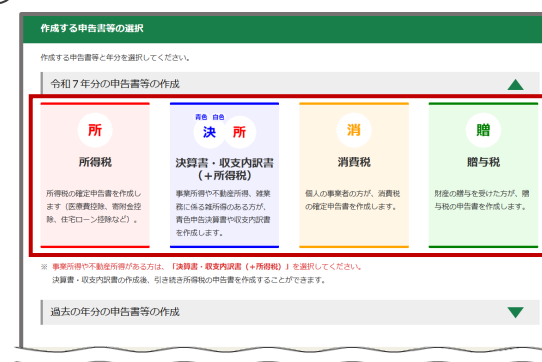 作成する申告書等の選択
作成する申告書等と年分を選択してください。
令和7年分の申告書等の作成
所
所得税
所得税の確定申告書を作成し
ます（医療費控除、寄附金控
除、住宅ローン控除など）。
青色 白色
決 所
決算書・収支内訳書
（+所得税）
事業所得や不動産所得、雑業
務に係る雑所得のある方が、
青色申告決算書や収支内訳書
を作成します。
消
消費税
個人の事業者の方が、消費税
の確定申告書を作成します。
贈
贈与税
財産の贈与を受けた方が、贈
与税の申告書を作成します。
※ 事業所得や不動産所得がある方は、「決算書・収支内訳書（+所得税）」を選択してください。
決算書・収支内訳書の作成後、引き続き所得税の申告書を作成することができます。
過去の年分の申告書等の作成